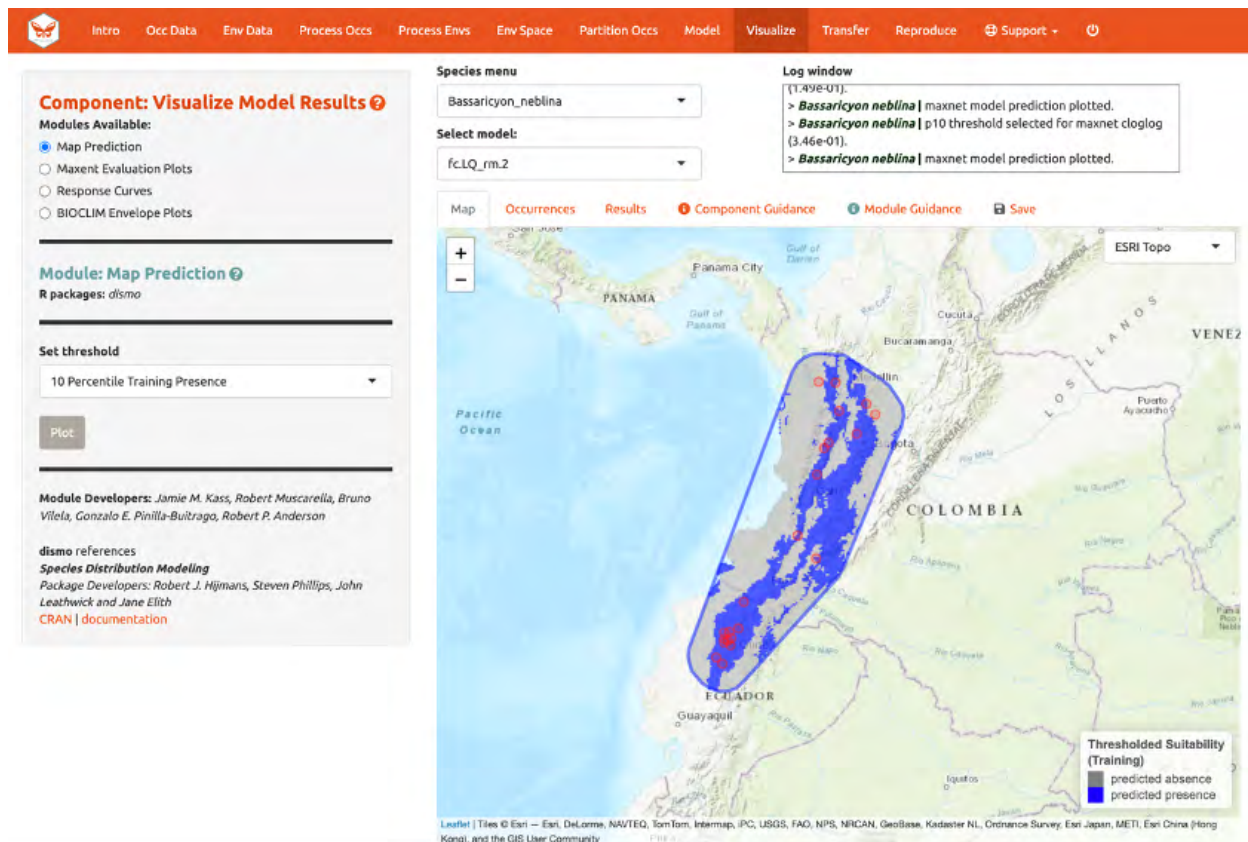 Intro Occ Data Env Data Process Occs Process Envs Env Space Partition Occs Model Visualize Transfer Reproduce Support
Component: Visualize Model Results
Modules Available:
Map Prediction
Maxent Evaluation Plots
Response Curves
BIOCLIM Envelope Plots
Module: Map Prediction
R packages: dismo
Set threshold
10 Percentile Training Presence
Plot
Module Developers: Jamie M. Kass, Robert Muscarella, Bruno
Vilela, Gonzalo E. Pinilla-Buitrago, Robert P. Anderson
dismo references
Species Distribution Modeling
Package Developers: Robert J. Hijmans, Steven Phillips, John
Leathwick and Jane Elith
CRAN | documentation
Species menu
Bassaricyon_neblina
Select model:
fc.LQ_rm.2
Log window
(1.49e-01).
> Bassaricyon neblina | maxnet model prediction plotted.
> Bassaricyon neblina | p10 threshold selected for maxnet cloglog
(3.46e-01).
> Bassaricyon neblina | maxnet model prediction plotted.
Map Occurrences Results Component Guidance Module Guidance Save
+
−
ESRI Topo
San Jose
Panama City
Gulf of
Darien
PANAMA
Gulf of
Panama
Cucuta
Bucaramanga
LOS LLANOS
VENEZ
Puerto
Ayacucho
Pacific
Ocean
Rio Meta
COLOMBIA
ECUADOR
Guayaquil
Iquitos
Thresholded Suitability
(Training)
predicted absence
predicted presence
Leaflet | Tiles © Esri — Esri, DeLorme, NAVTEQ, TomTom, Intermap, iPC, USGS, FAO, NPS, NRCAN, GeoBase, Kadaster NL, Ordnance Survey, Esri Japan, METI, Esri China (Hong
Kong), and the GIS User Community